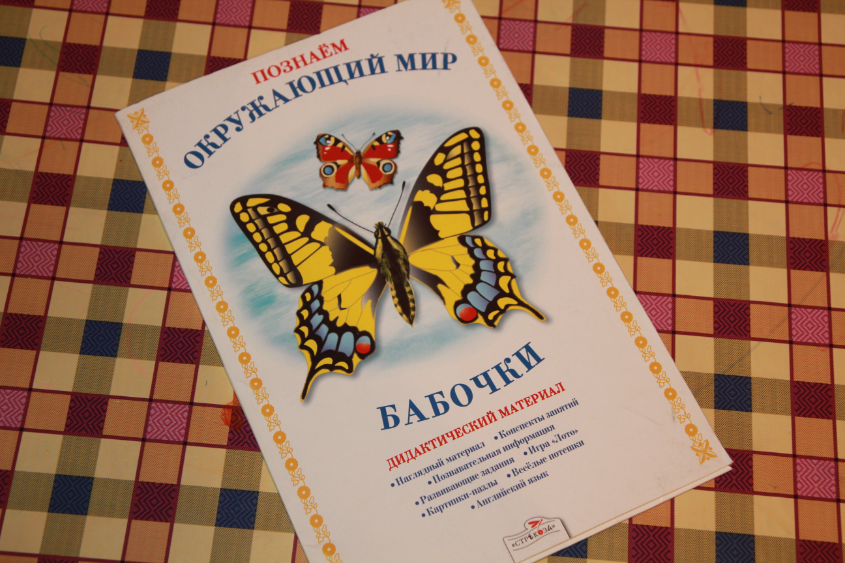 ПОЗНАЁМ
ОКРУЖАЮЩИЙ МИР
БАБОЧКИ
ДИДАКТИЧЕСКИЙ МАТЕРИАЛ
• Наглядный материал • Конспекты занятий
• Познавательная информация
• Развивающие задания • Игра «Лото»
• Картинки-пазлы • Весёлые потешки
• Английский язык
«СТРЕКОЗА»